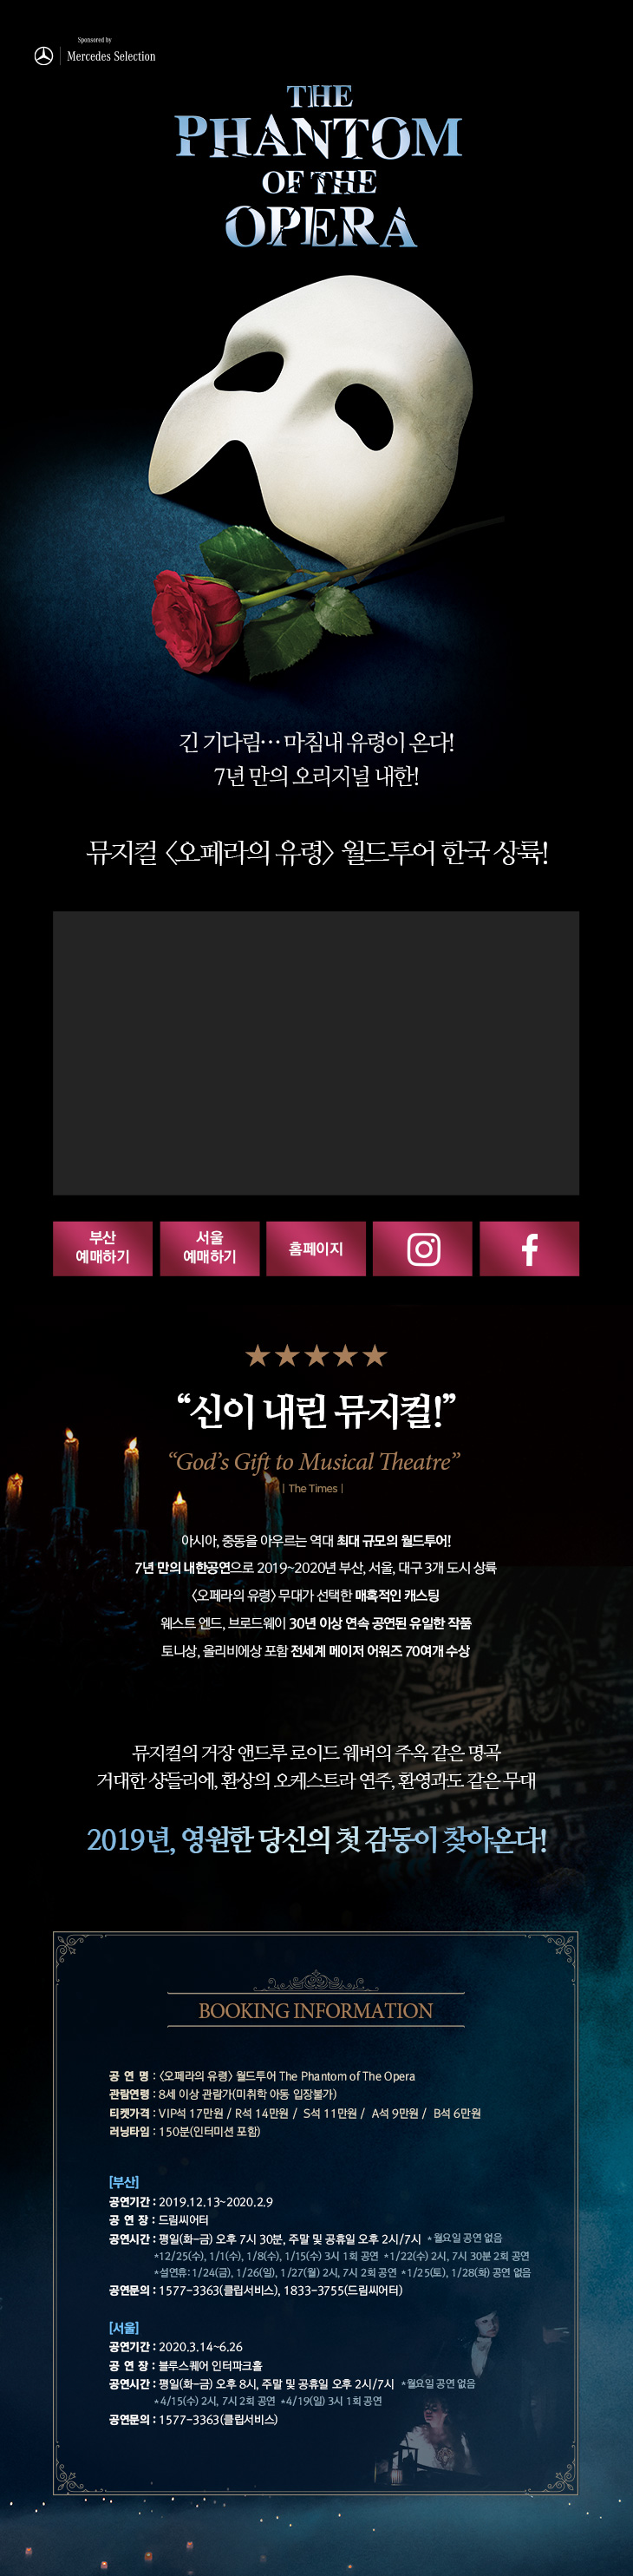 Sponsored by
Mercedes Selection
THE
PHANTOM
OF THE
OPERA
긴 기다림… 마침내 유령이 온다!
7년 만의 오리지널 내한!
뮤지컬 〈오페라의 유령〉 월드투어 한국 상륙!
부산
예매하기
서울
예매하기
홈페이지
★★★★★
“신이 내린 뮤지컬!”
“God’s Gift to Musical Theatre”
| The Times |
아시아, 중동을 아우르는 역대 최대 규모의 월드투어!
7년 만의 내한공연으로 2019~2020년 부산, 서울, 대구 3개 도시 상륙
〈오페라의 유령〉 무대가 선택한 매혹적인 캐스팅
웨스트 엔드, 브로드웨이 30년 이상 연속 공연된 유일한 작품
토니상, 올리비에상 포함 전세계 메이저 어워즈 70여개 수상
뮤지컬의 거장 앤드루 로이드 웨버의 주옥 같은 명곡
거대한 샹들리에, 환상의 오케스트라 연주, 환영과도 같은 무대
2019년, 영원한 당신의 첫 감동이 찾아온다!
BOOKING INFORMATION
공 연 명 : 〈오페라의 유령〉 월드투어 The Phantom of The Opera
관람연령 : 8세 이상 관람가(미취학 아동 입장불가)
티켓가격 : VIP석 17만원 / R석 14만원 / S석 11만원 / A석 9만원 / B석 6만원
러닝타임 : 150분(인터미션 포함)
[부산]
공연기간 : 2019.12.13~2020.2.9
공 연 장 : 드림씨어터
공연시간 : 평일(화-금) 오후 7시 30분, 주말 및 공휴일 오후 2시/7시 *월요일 공연 없음
*12/25(수), 1/1(수), 1/8(수), 1/15(수) 3시 1회 공연 *1/22(수) 2시, 7시 30분 2회 공연
*설연휴: 1/24(금), 1/26(일), 1/27(월) 2시, 7시 2회 공연 *1/25(토), 1/28(화) 공연 없음
공연문의 : 1577-3363(클립서비스), 1833-3755(드림씨어터)
[서울]
공연기간 : 2020.3.14~6.26
공 연 장 : 블루스퀘어 인터파크홀
공연시간 : 평일(화-금) 오후 8시, 주말 및 공휴일 오후 2시/7시 *월요일 공연 없음
*4/15(수) 2시, 7시 2회 공연 *4/19(일) 3시 1회 공연
공연문의 : 1577-3363(클립서비스)